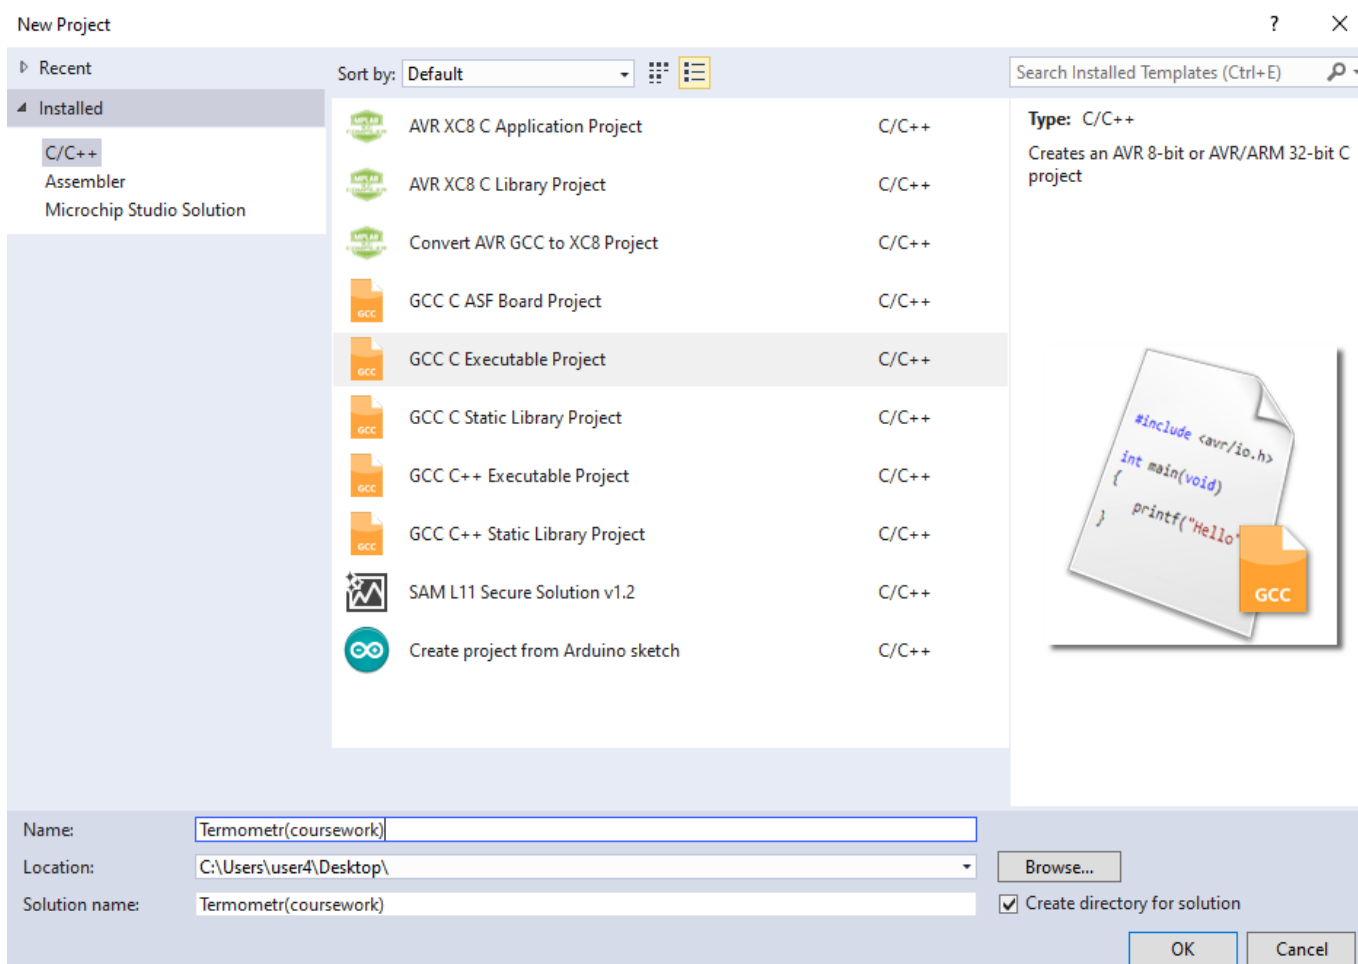 New Project
?
Recent
Installed
C/C++
Assembler
Microchip Studio Solution
Sort by: Default
Search Installed Templates (Ctrl+E)
AVR XC8 C Application Project C/C++
AVR XC8 C Library Project C/C++
Convert AVR GCC to XC8 Project C/C++
GCC GCC C ASF Board Project C/C++
GCC GCC C Executable Project C/C++
GCC GCC C Static Library Project C/C++
GCC GCC C++ Executable Project C/C++
GCC GCC C++ Static Library Project C/C++
SAM L11 Secure Solution v1.2 C/C++
Create project from Arduino sketch C/C++
Type: C/C++
Creates an AVR 8-bit or AVR/ARM 32-bit C
project
#include <avr/io.h>
int main(void)
{
printf("Hello"
}
GCC
Name: Termometr(coursework)
Location: C:\Users\user4\Desktop\
Browse...
Solution name: Termometr(coursework)
Create directory for solution
OK Cancel